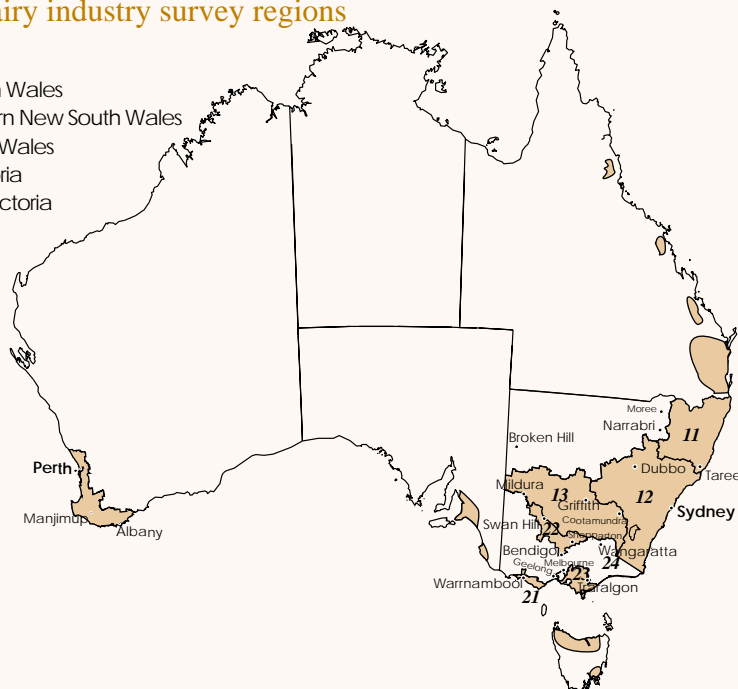 airy industry survey regions
Wales
rn New South Wales
Wales
ria
ctoria
Moree
Narrabri
11
Broken Hill
Dubbo
Taree
Perth
Mildura
13
12
Griffith
Sydney
Manjimup
Albany
Swan Hill
22
Cootamundra
Shepparton
Bendigo
Wangaratta
Geelong
Melbourne
24
23
Warrnambool
Traralgon
21